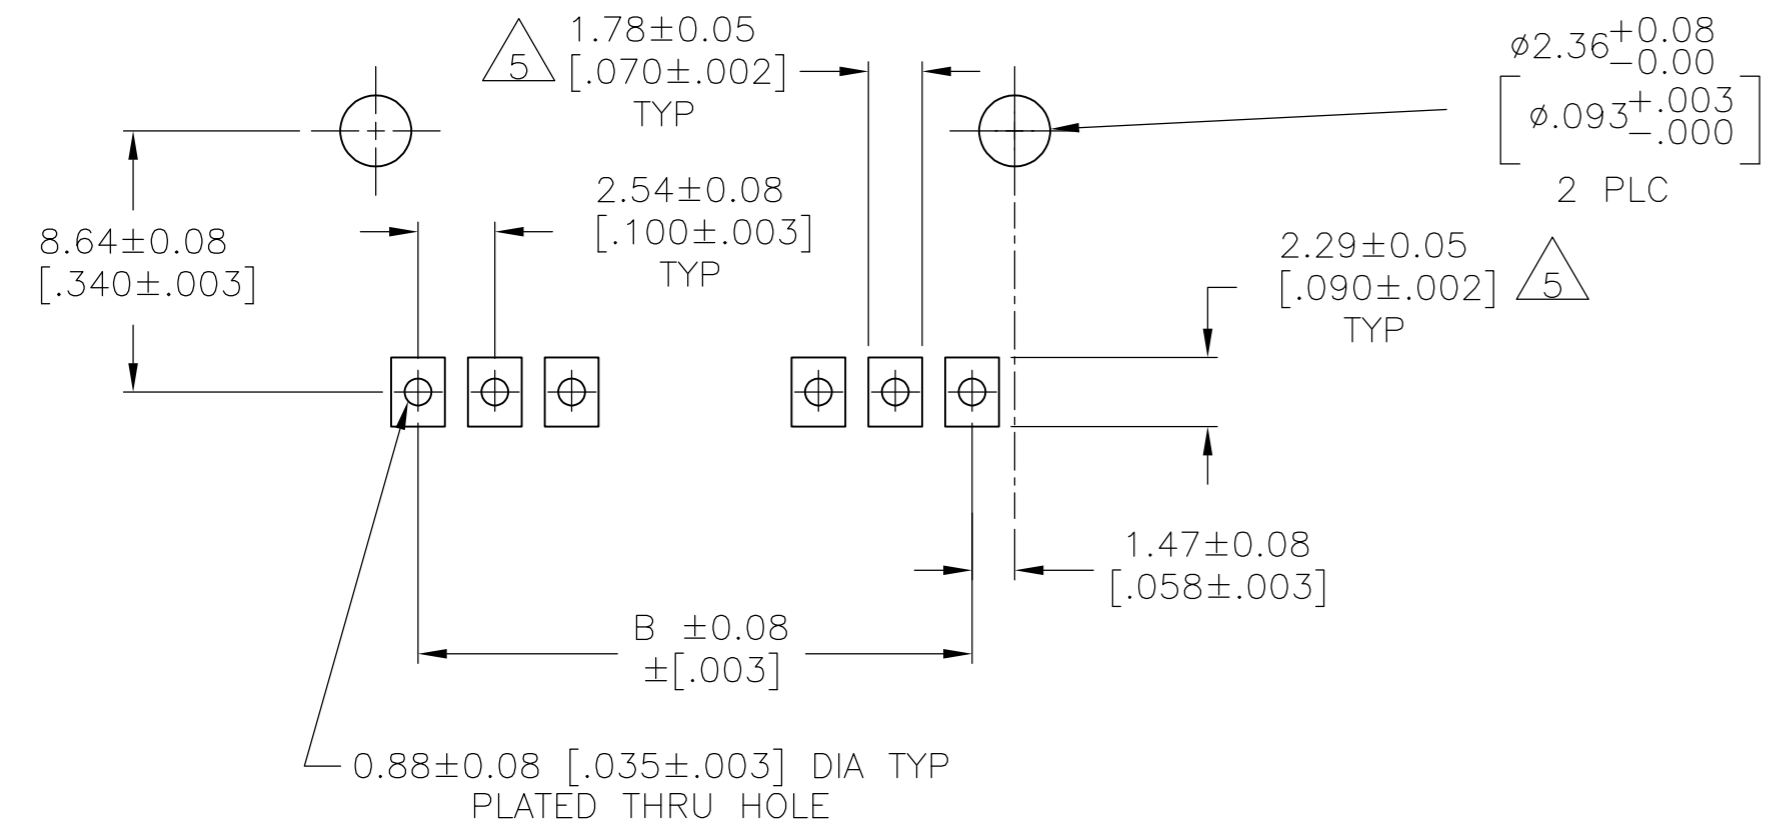 5
1.78±0.05
[.070±.002]
TYP
ø2.36+0.08
-0.00
[ø.093+.003
-.000]
2 PLC
2.54±0.08
[.100±.003]
TYP
8.64±0.08
[.340±.003]
2.29±0.05
[.090±.002]
TYP
5
1.47±0.08
[.058±.003]
B ±0.08
±[.003]
0.88±0.08 [.035±.003] DIA TYP
PLATED THRU HOLE